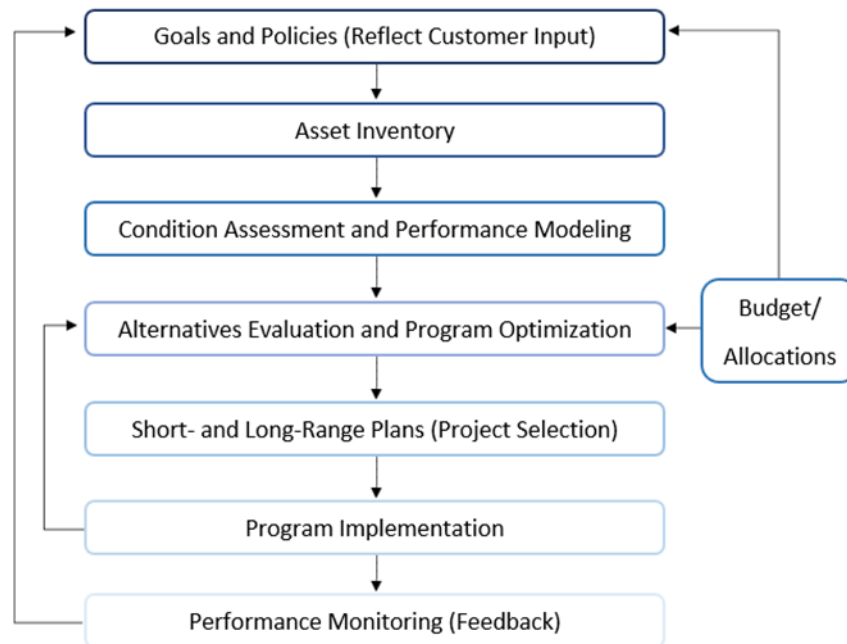 Goals and Policies (Reflect Customer Input)
Asset Inventory
Condition Assessment and Performance Modeling
Alternatives Evaluation and Program Optimization
Budget/
Allocations
Short- and Long-Range Plans (Project Selection)
Program Implementation
Performance Monitoring (Feedback)